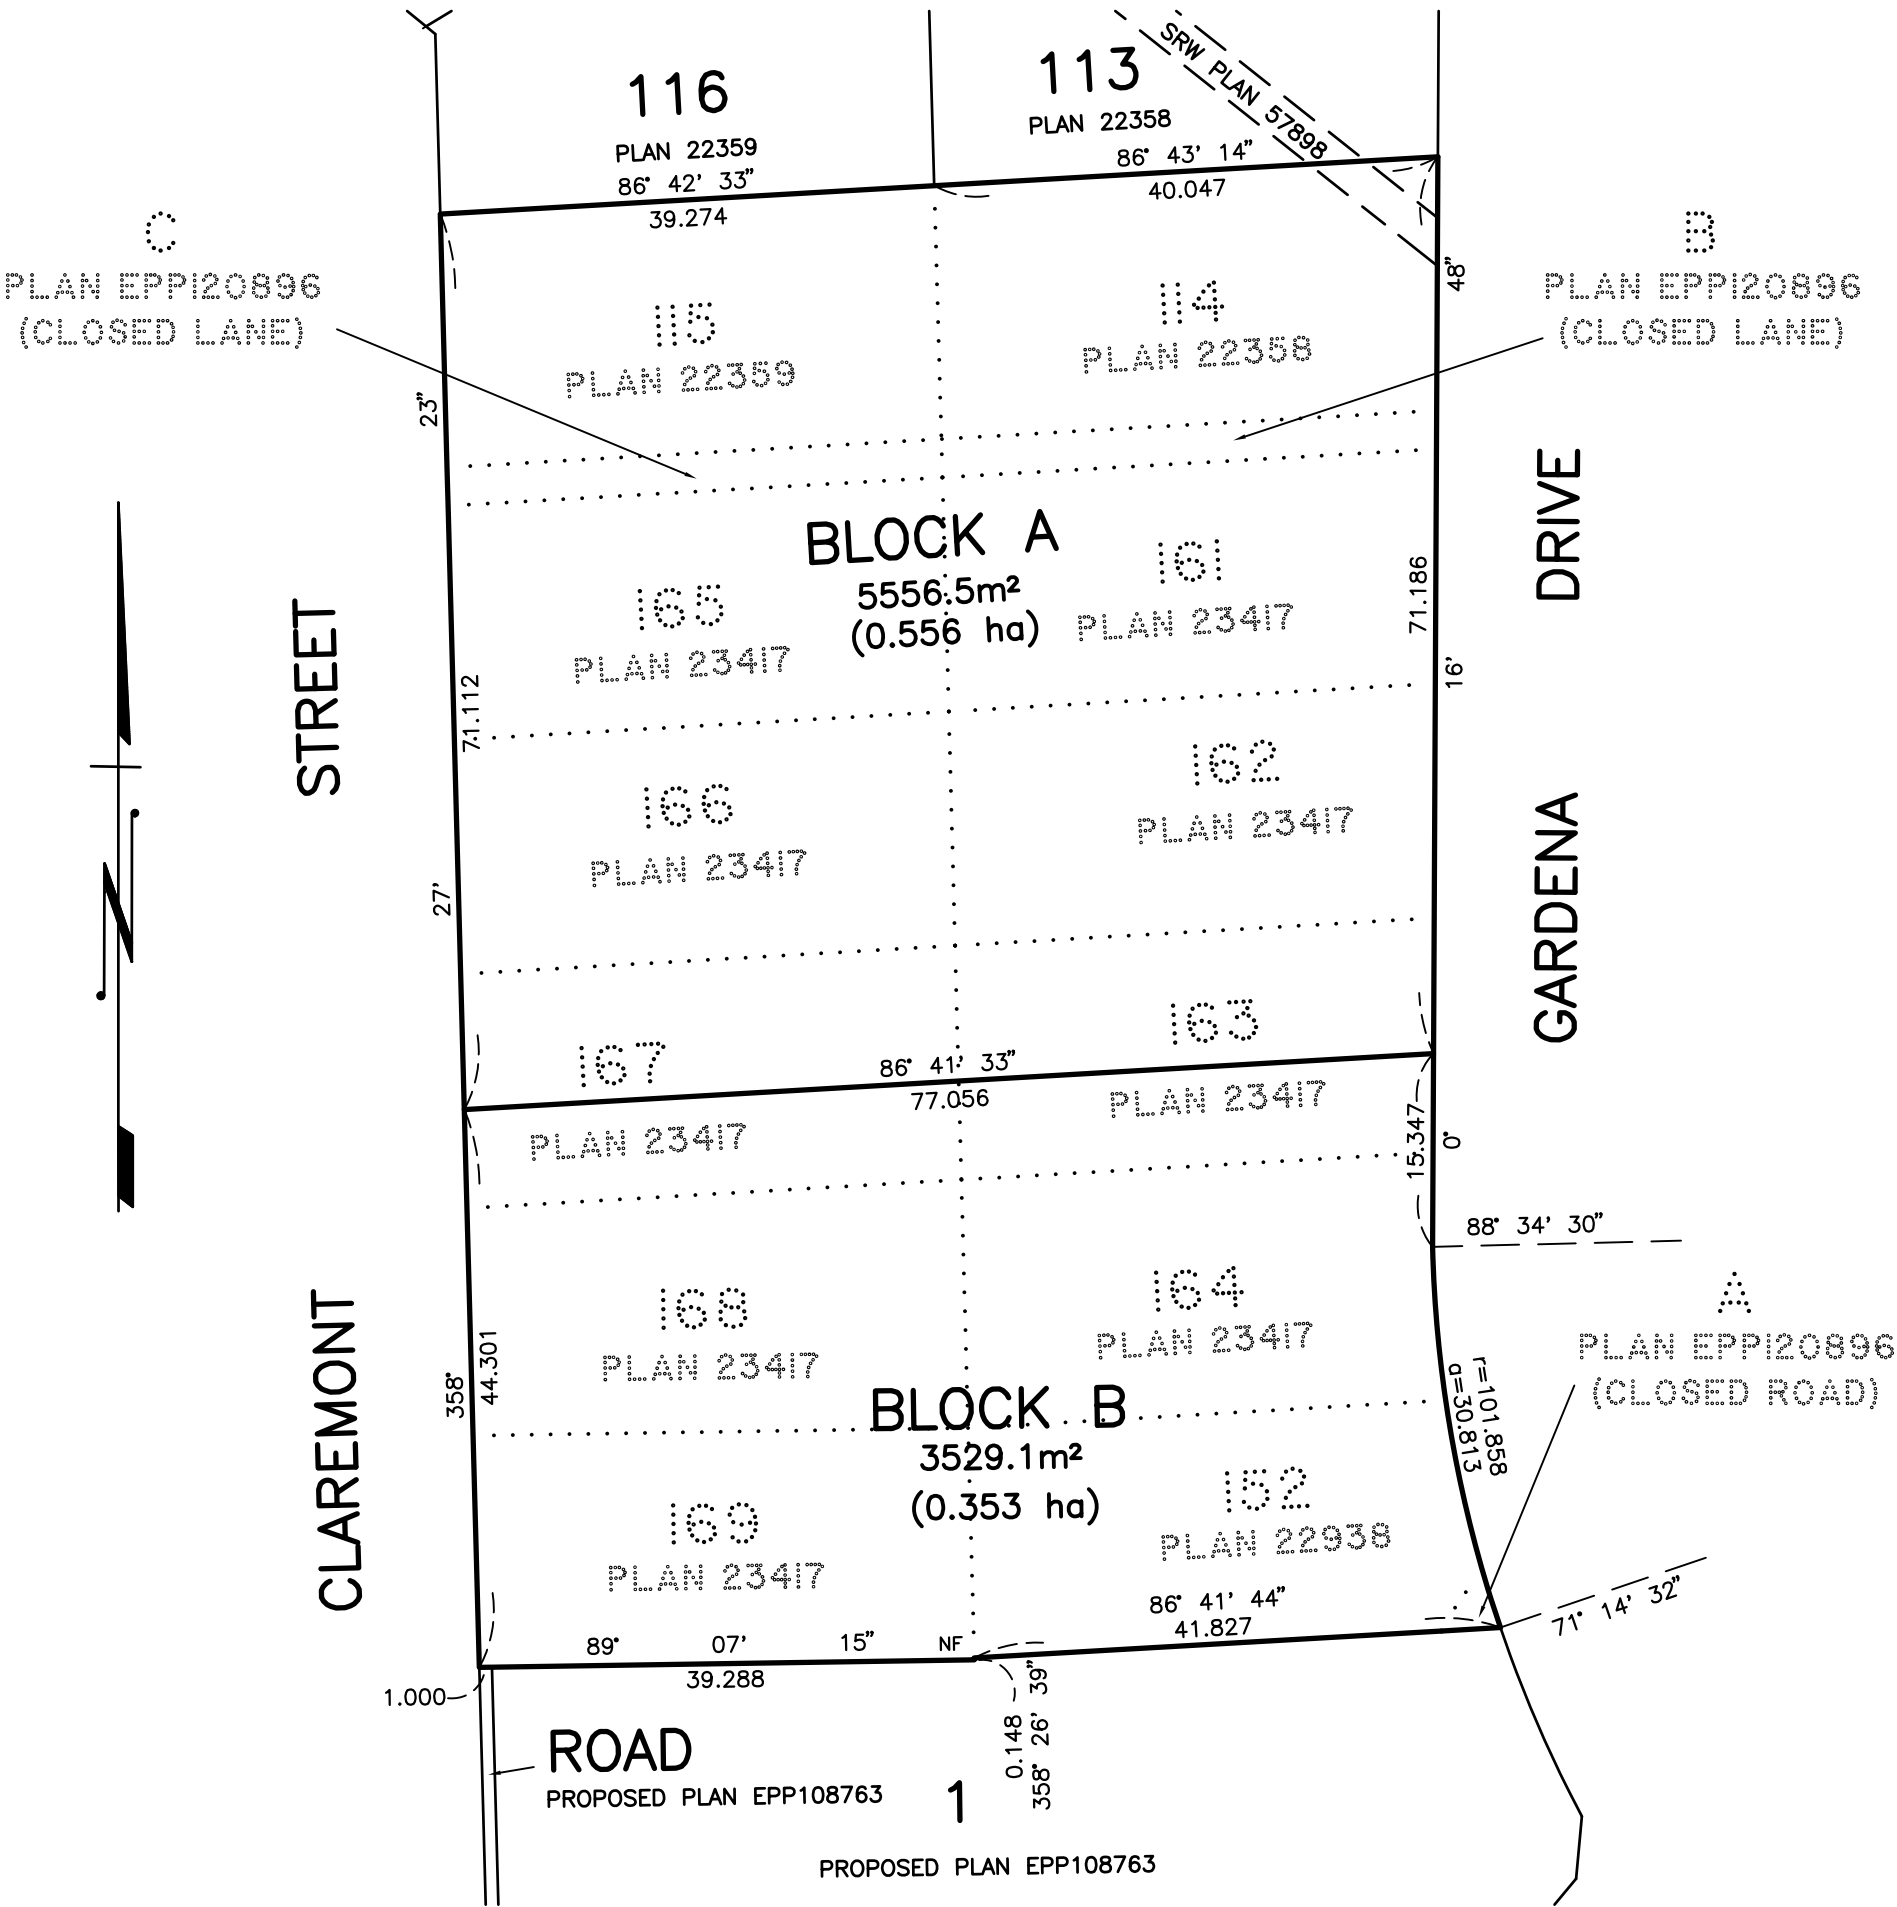 116
PLAN 22359
86° 42' 33"
39.274
113
PLAN 22358
86° 43' 14"
40.047
SRW PLAN 57898
C
PLAN EPP120896
(CLOSED LANE)
B
PLAN EPP120896
(CLOSED LANE)
48"
23"
115
PLAN 22359
114
PLAN 22358
BLOCK A
5556.5m²
(0.556 ha)
165
PLAN 23417
161
PLAN 23417
71.186
16'
71.112
STREET
DRIVE
166
PLAN 23417
162
PLAN 23417
27'
N
GARDENA
167
PLAN 23417
163
PLAN 23417
86° 41' 33"
77.056
15.347
0°
88° 34' 30"
168
PLAN 23417
164
PLAN 23417
A
PLAN EPP120896
(CLOSED ROAD)
358°
44.301
CLAREMONT
r=101.858
a=30.813
BLOCK B
3529.1m²
(0.353 ha)
169
PLAN 23417
152
PLAN 22938
86° 41' 44"
41.827
71° 14' 32"
89° 07' 15"
NF
39.288
1.000
0.148
358° 26' 39"
ROAD
PROPOSED PLAN EPP108763
1
PROPOSED PLAN EPP108763